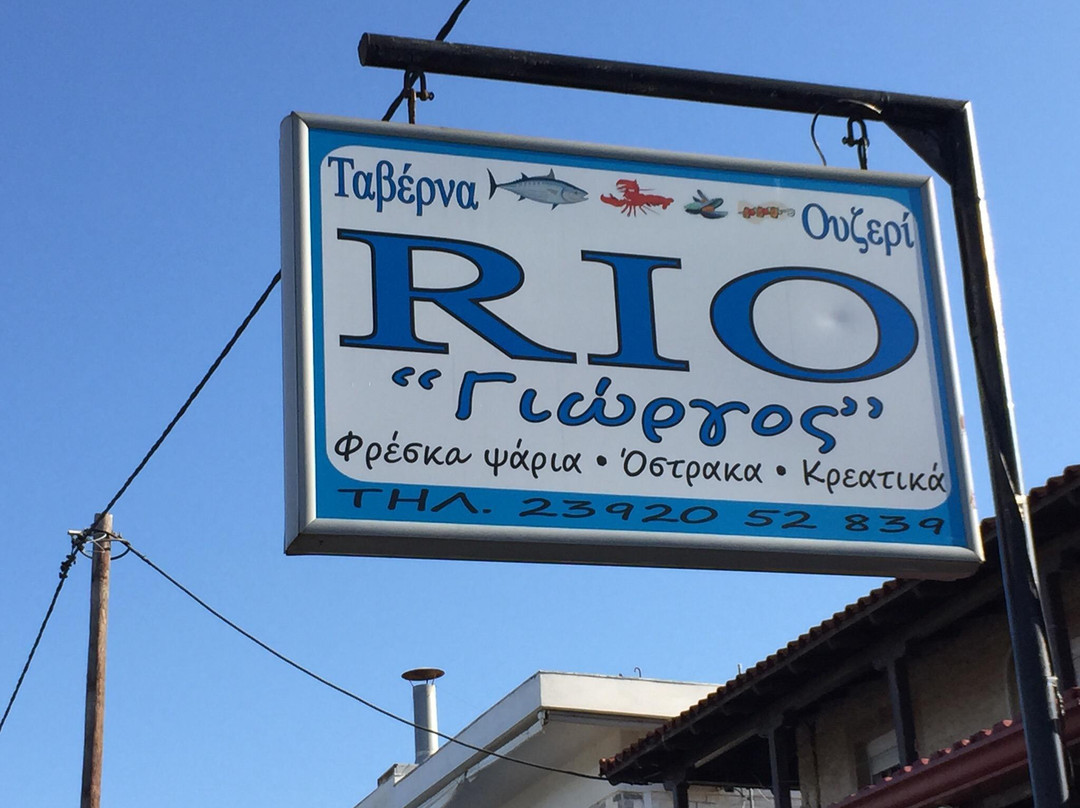 Ταβέρνα Ουζερί
RIO
“Γιώργος”
Φρέσκα ψάρια • Όστρακα • Κρεατικά
ΤΗΛ. 23920 52 839